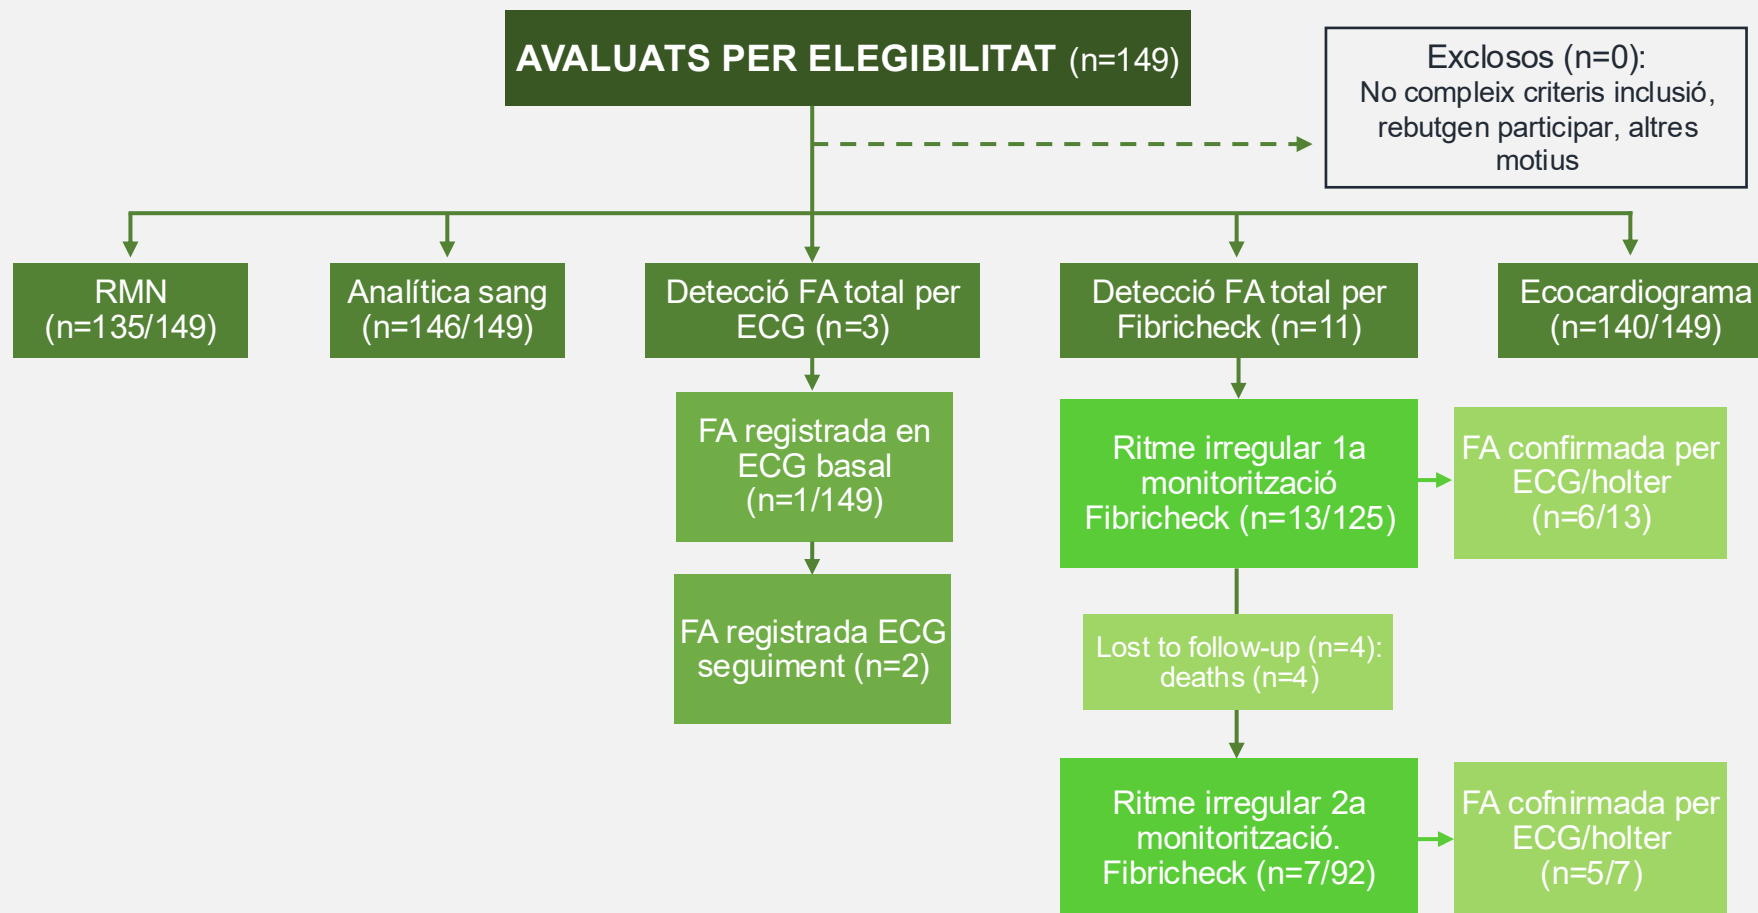 AVALUATS PER ELEGIBILITAT (n=149)
Exclosos (n=0):
No compleix criteris inclusió,
rebutgen participar, altres
motius
RMN
(n=135/149)
Analítica sang
(n=146/149)
Detecció FA total per
ECG (n=3)
Detecció FA total per
Fibricheck (n=11)
Ecocardiograma
(n=140/149)
FA registrada en
ECG basal
(n=1/149)
FA registrada ECG
seguiment (n=2)
Ritme irregular 1a
monitorització
Fibricheck (n=13/125)
FA confirmada per
ECG/holter
(n=6/13)
Lost to follow-up (n=4):
deaths (n=4)
Ritme irregular 2a
monitorització.
Fibricheck (n=7/92)
FA cofnirmada per
ECG/holter
(n=5/7)